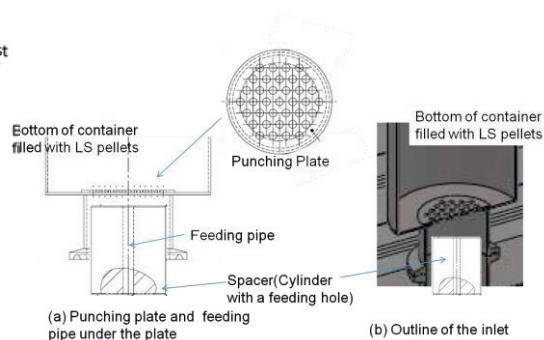 st
Bottom of container
filled with LS pellets
Punching Plate
Bottom of container
filled with LS pellets
Feeding pipe
Spacer(Cylinder
with a feeding hole)
(a) Punching plate and feeding
pipe under the plate
(b) Outline of the inlet